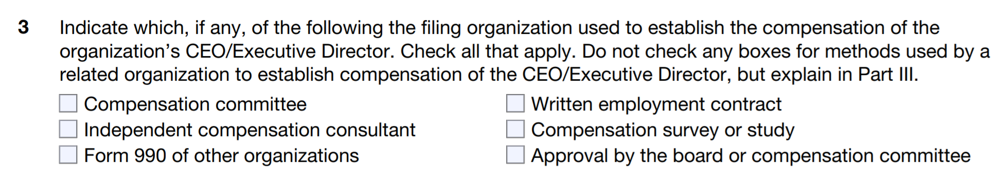 3 Indicate which, if any, of the following the filing organization used to establish the compensation of the
organization’s CEO/Executive Director. Check all that apply. Do not check any boxes for methods used by a
related organization to establish compensation of the CEO/Executive Director, but explain in Part III.
Compensation committee
Written employment contract
Independent compensation consultant
Compensation survey or study
Form 990 of other organizations
Approval by the board or compensation committee